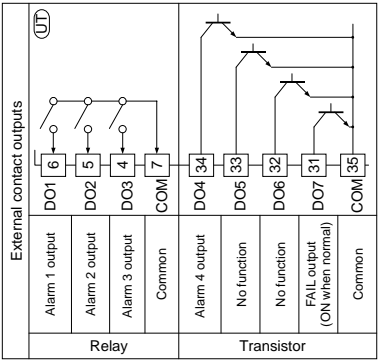 External contact outputs
UT
6
5
4
7
34
33
32
31
35
DO1
DO2
DO3
COM
DO4
DO5
DO6
DO7
COM
Alarm 1 output
Alarm 2 output
Alarm 3 output
Common
Alarm 4 output
No function
No function
FAIL output
(ON when normal)
Common
Relay
Transistor